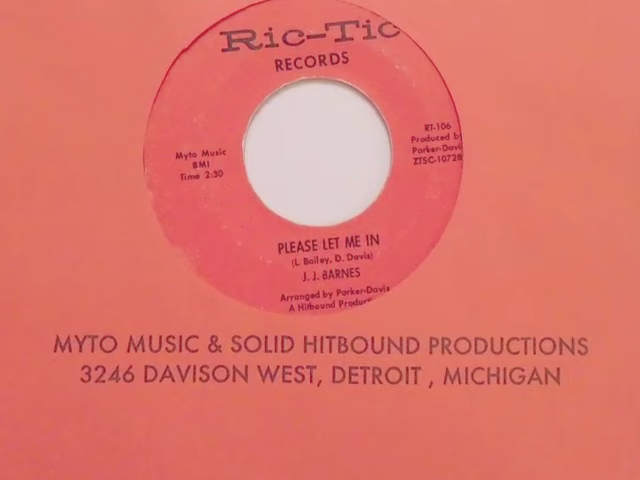 Ric-Tic
RECORDS
Myto Music
BMI
Time 2:30
RT-106
Produced by
Parker-Davi
ZTSC-10728
PLEASE LET ME IN
(L. Bailey, D. Davis)
J. J. BARNES
Arranged by Parker-Davis
A Hitbound Product
MYTO MUSIC & SOLID HITBOUND PRODUCTIONS
3246 DAVISON WEST, DETROIT , MICHIGAN